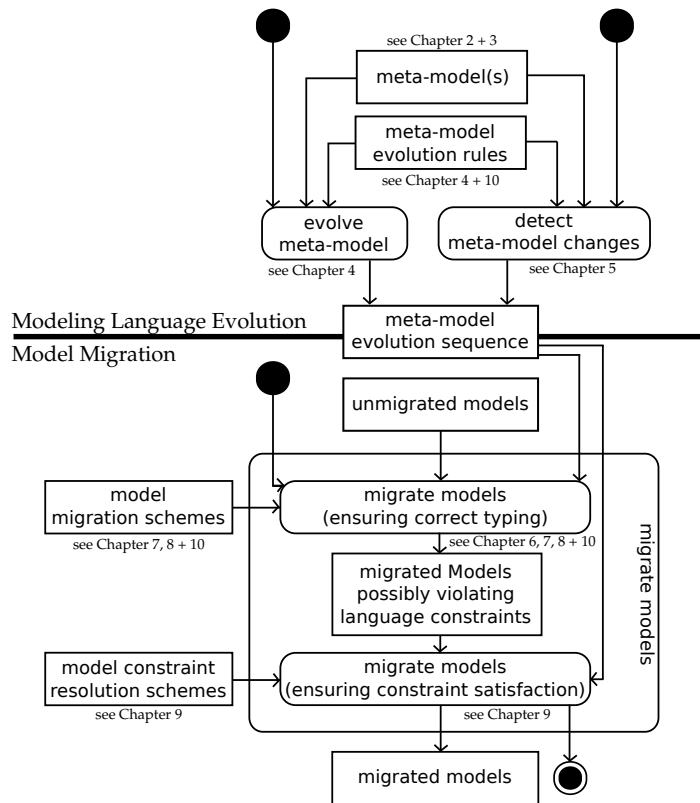 see Chapter 2 + 3
meta-model(s)
meta-model
evolution rules
see Chapter 4 + 10
evolve
meta-model
see Chapter 4
detect
meta-model changes
see Chapter 5
Modeling Language Evolution
meta-model
evolution sequence
Model Migration
unmigrated models
model
migration schemes
see Chapter 7, 8 + 10
migrate models
(ensuring correct typing)
see Chapter 6, 7, 8 + 10
migrated Models
possibly violating
language constraints
migrate models
model constraint
resolution schemes
see Chapter 9
migrate models
(ensuring constraint satisfaction)
see Chapter 9
migrated models